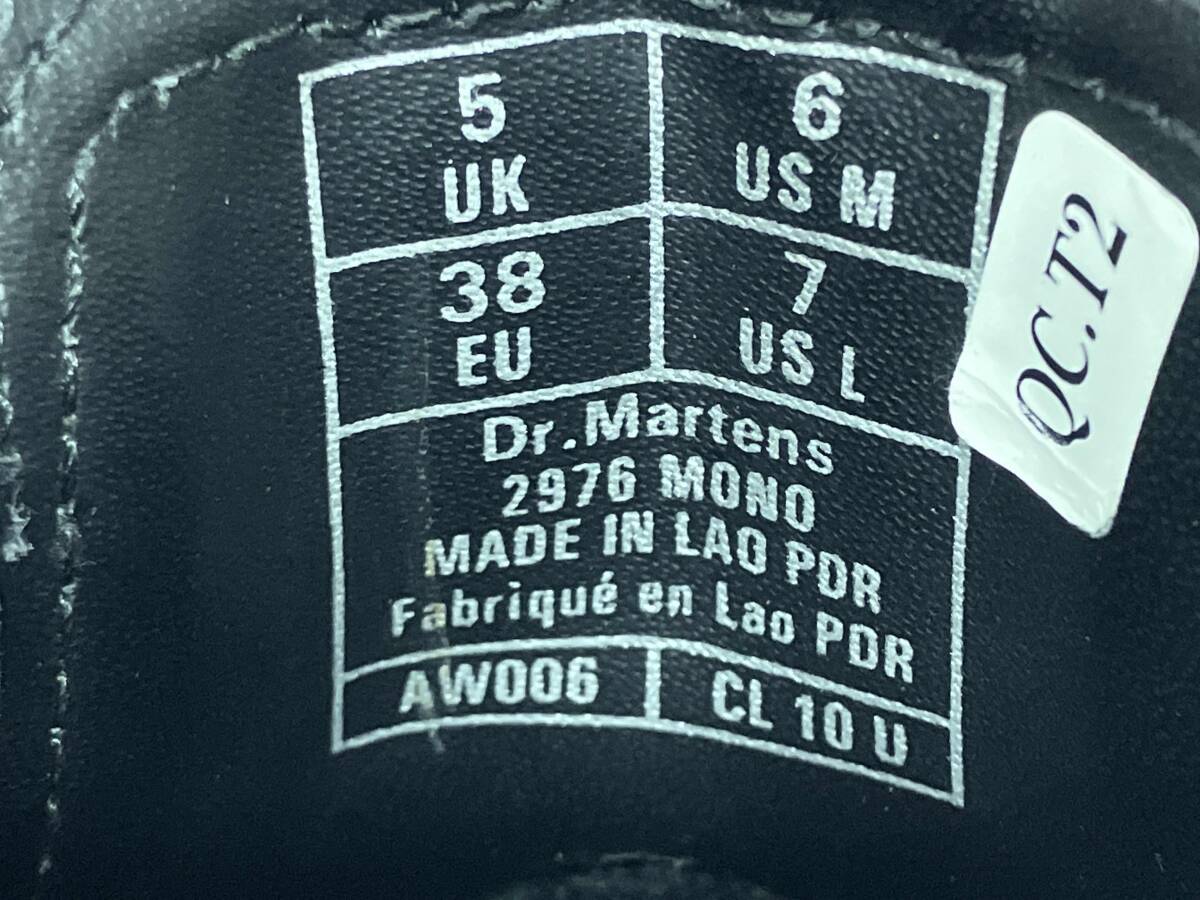 5
UK
6
US M
38
EU
7
US L
Dr.Martens
2976 MONO
MADE IN LAO PDR
Fabriqué en Lao PDR
AW006
CL 10 U
QC.T2